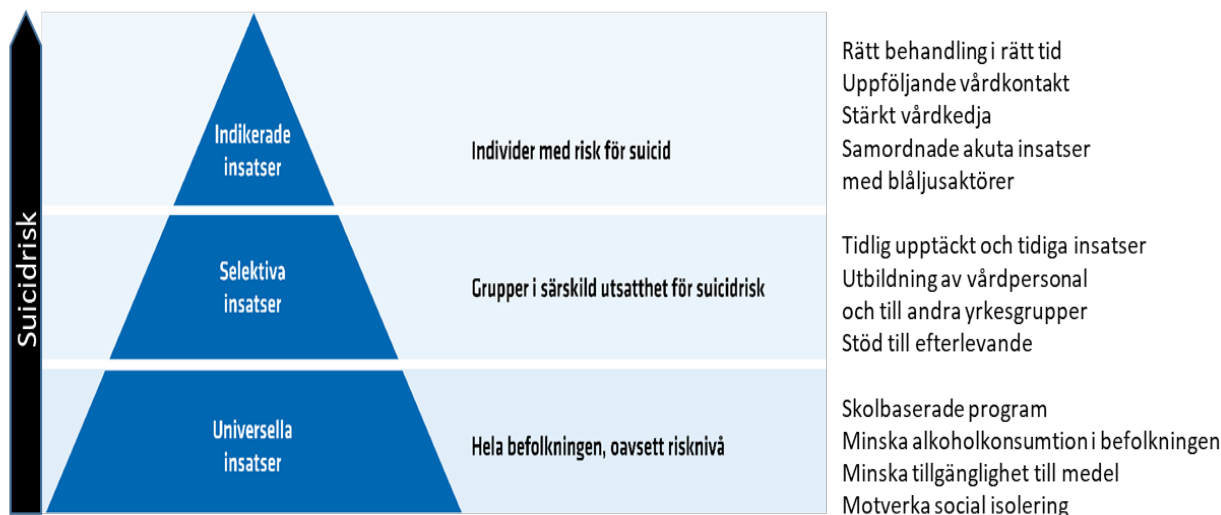 Suicidrisk
Indikerade
insatser
Individer med risk för suicid
Rätt behandling i rätt tid
Uppföljande vårdkontakt
Stärkt vårdkedja
Samordnade akuta insatser
med blåljusaktörer
Selektiva
insatser
Grupper i särskild utsatthet för suicidrisk
Tidlig upptäckt och tidiga insatser
Utbildning av vårdpersonal
och till andra yrkesgrupper
Stöd till efterlevande
Universella
insatser
Hela befolkningen, oavsett risknivå
Skolbaserade program
Minska alkoholkonsumtion i befolkningen
Minska tillgänglighet till medel
Motverka social isolering